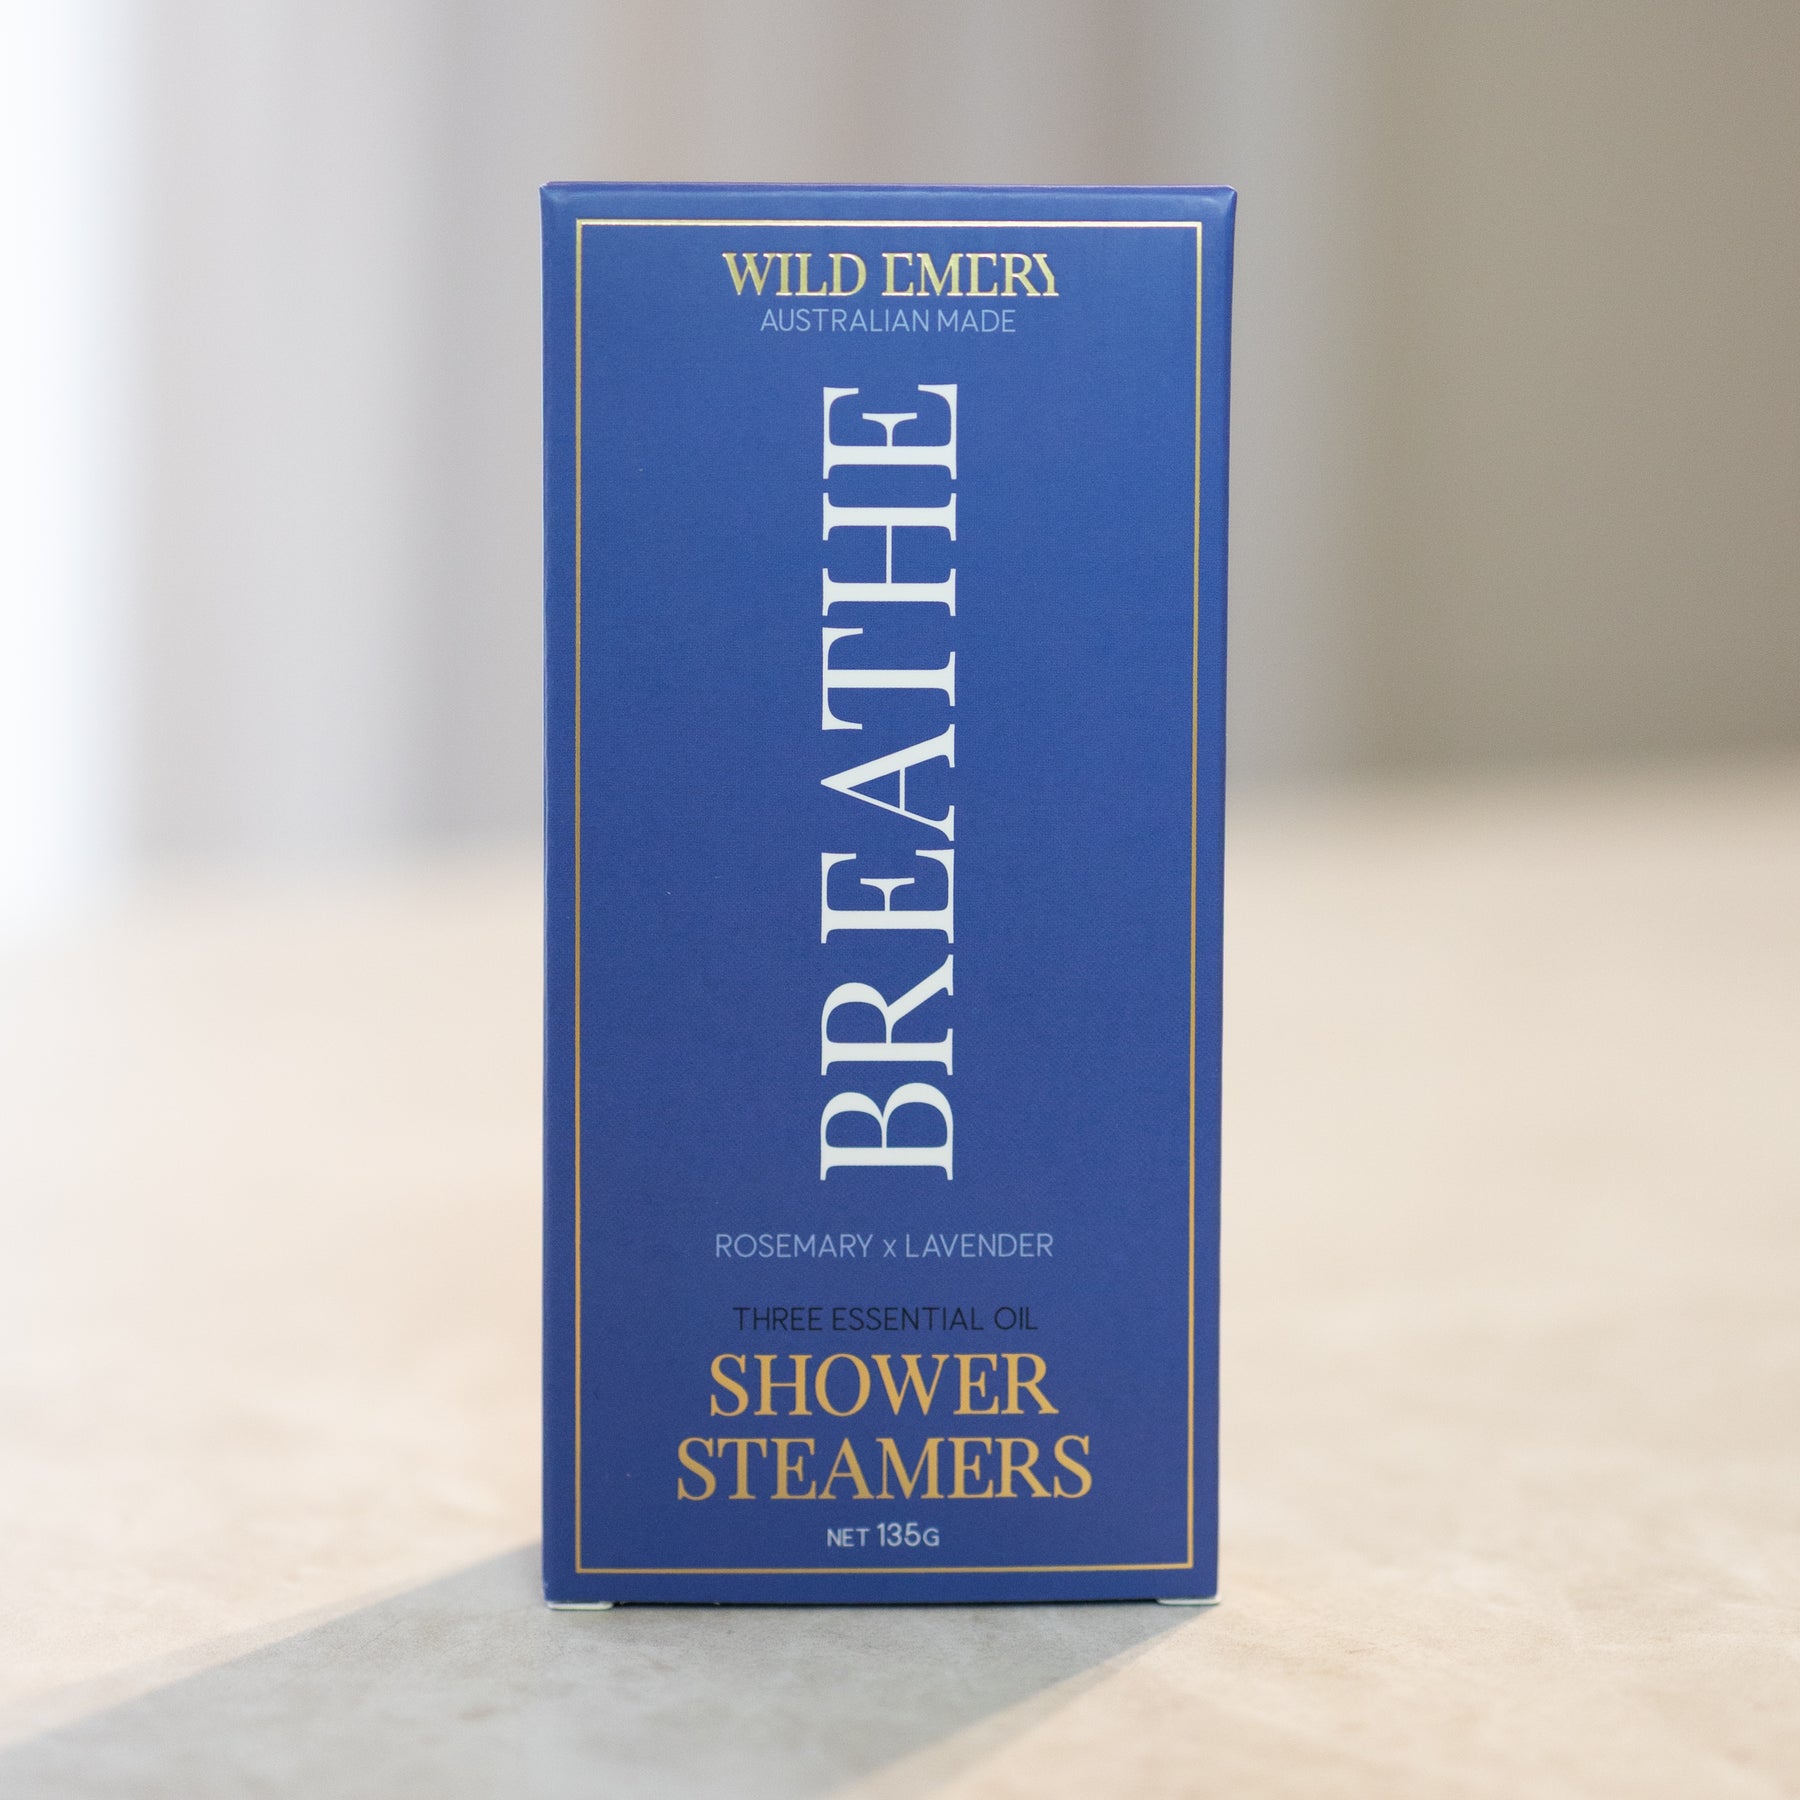 WILD EMERY
AUSTRALIAN MADE
BREATHE
ROSEMARY x LAVENDER
THREE ESSENTIAL OIL
SHOWER
STEAMERS
NET 135G